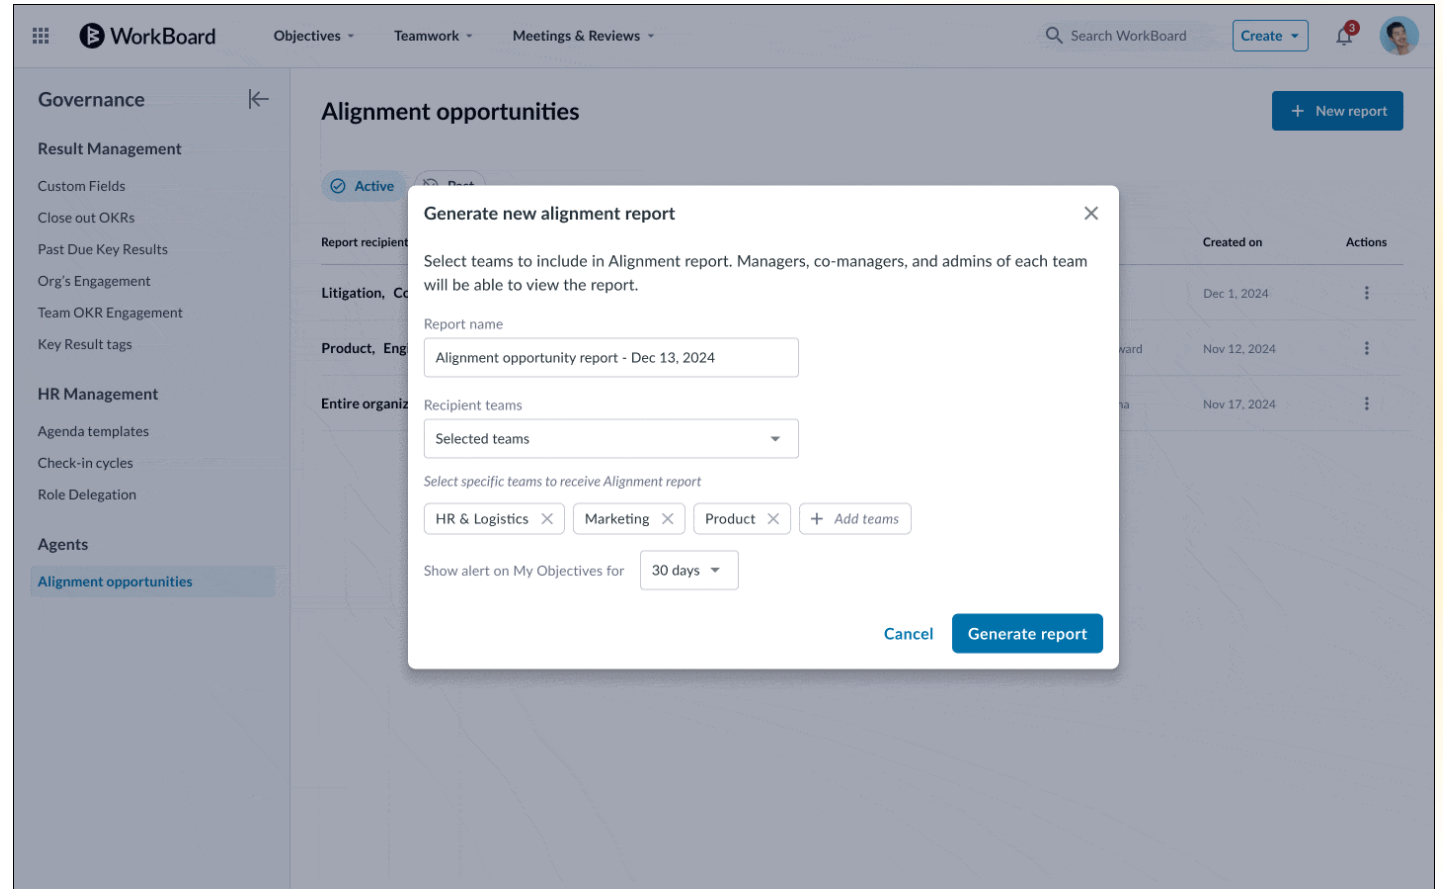 WorkBoard
Objectives
Teamwork
Meetings & Reviews
Search WorkBoard
Create
3
Governance
Result Management
Custom Fields
Close out OKRs
Past Due Key Results
Org's Engagement
Team OKR Engagement
Key Result tags
HR Management
Agenda templates
Check-in cycles
Role Delegation
Agents
Alignment opportunities
Alignment opportunities
+ New report
Active
Past
Report recipient
Created on
Actions
Litigation, Co
Dec 1, 2024
Product, Eng
ward
Nov 12, 2024
Entire organiz
na
Nov 17, 2024
Generate new alignment report
Select teams to include in Alignment report. Managers, co-managers, and admins of each team
will be able to view the report.
Report name
Alignment opportunity report - Dec 13, 2024
Recipient teams
Selected teams
Select specific teams to receive Alignment report
HR & Logistics
Marketing
Product
+ Add teams
Show alert on My Objectives for
30 days
Cancel
Generate report